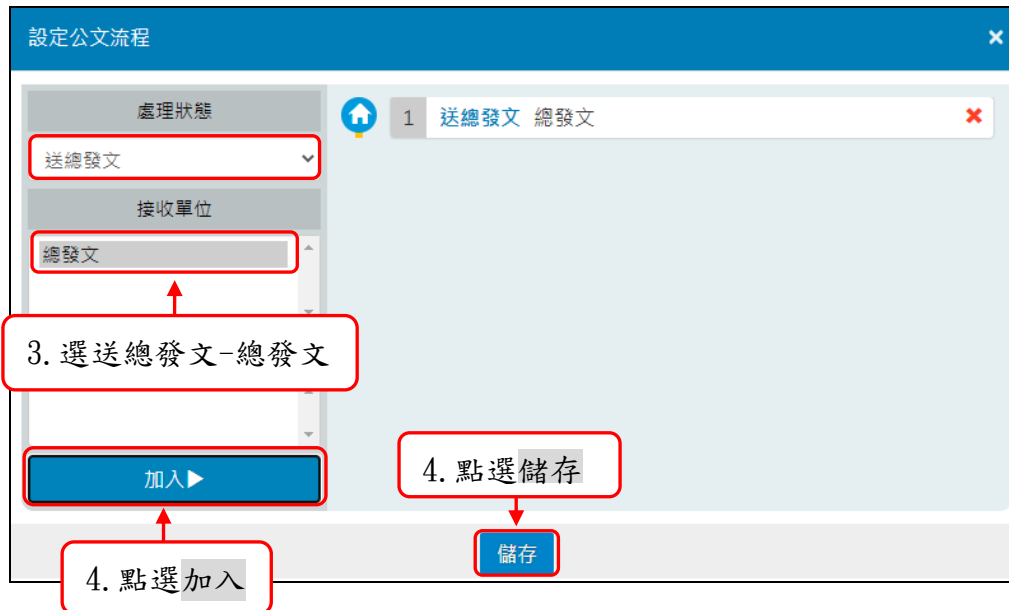 設定公文流程
處理狀態
送總發文
接收單位
總發文
1 送總發文 總發文
3.選送總發文-總發文
加入▶
4.點選儲存
儲存
4.點選加入